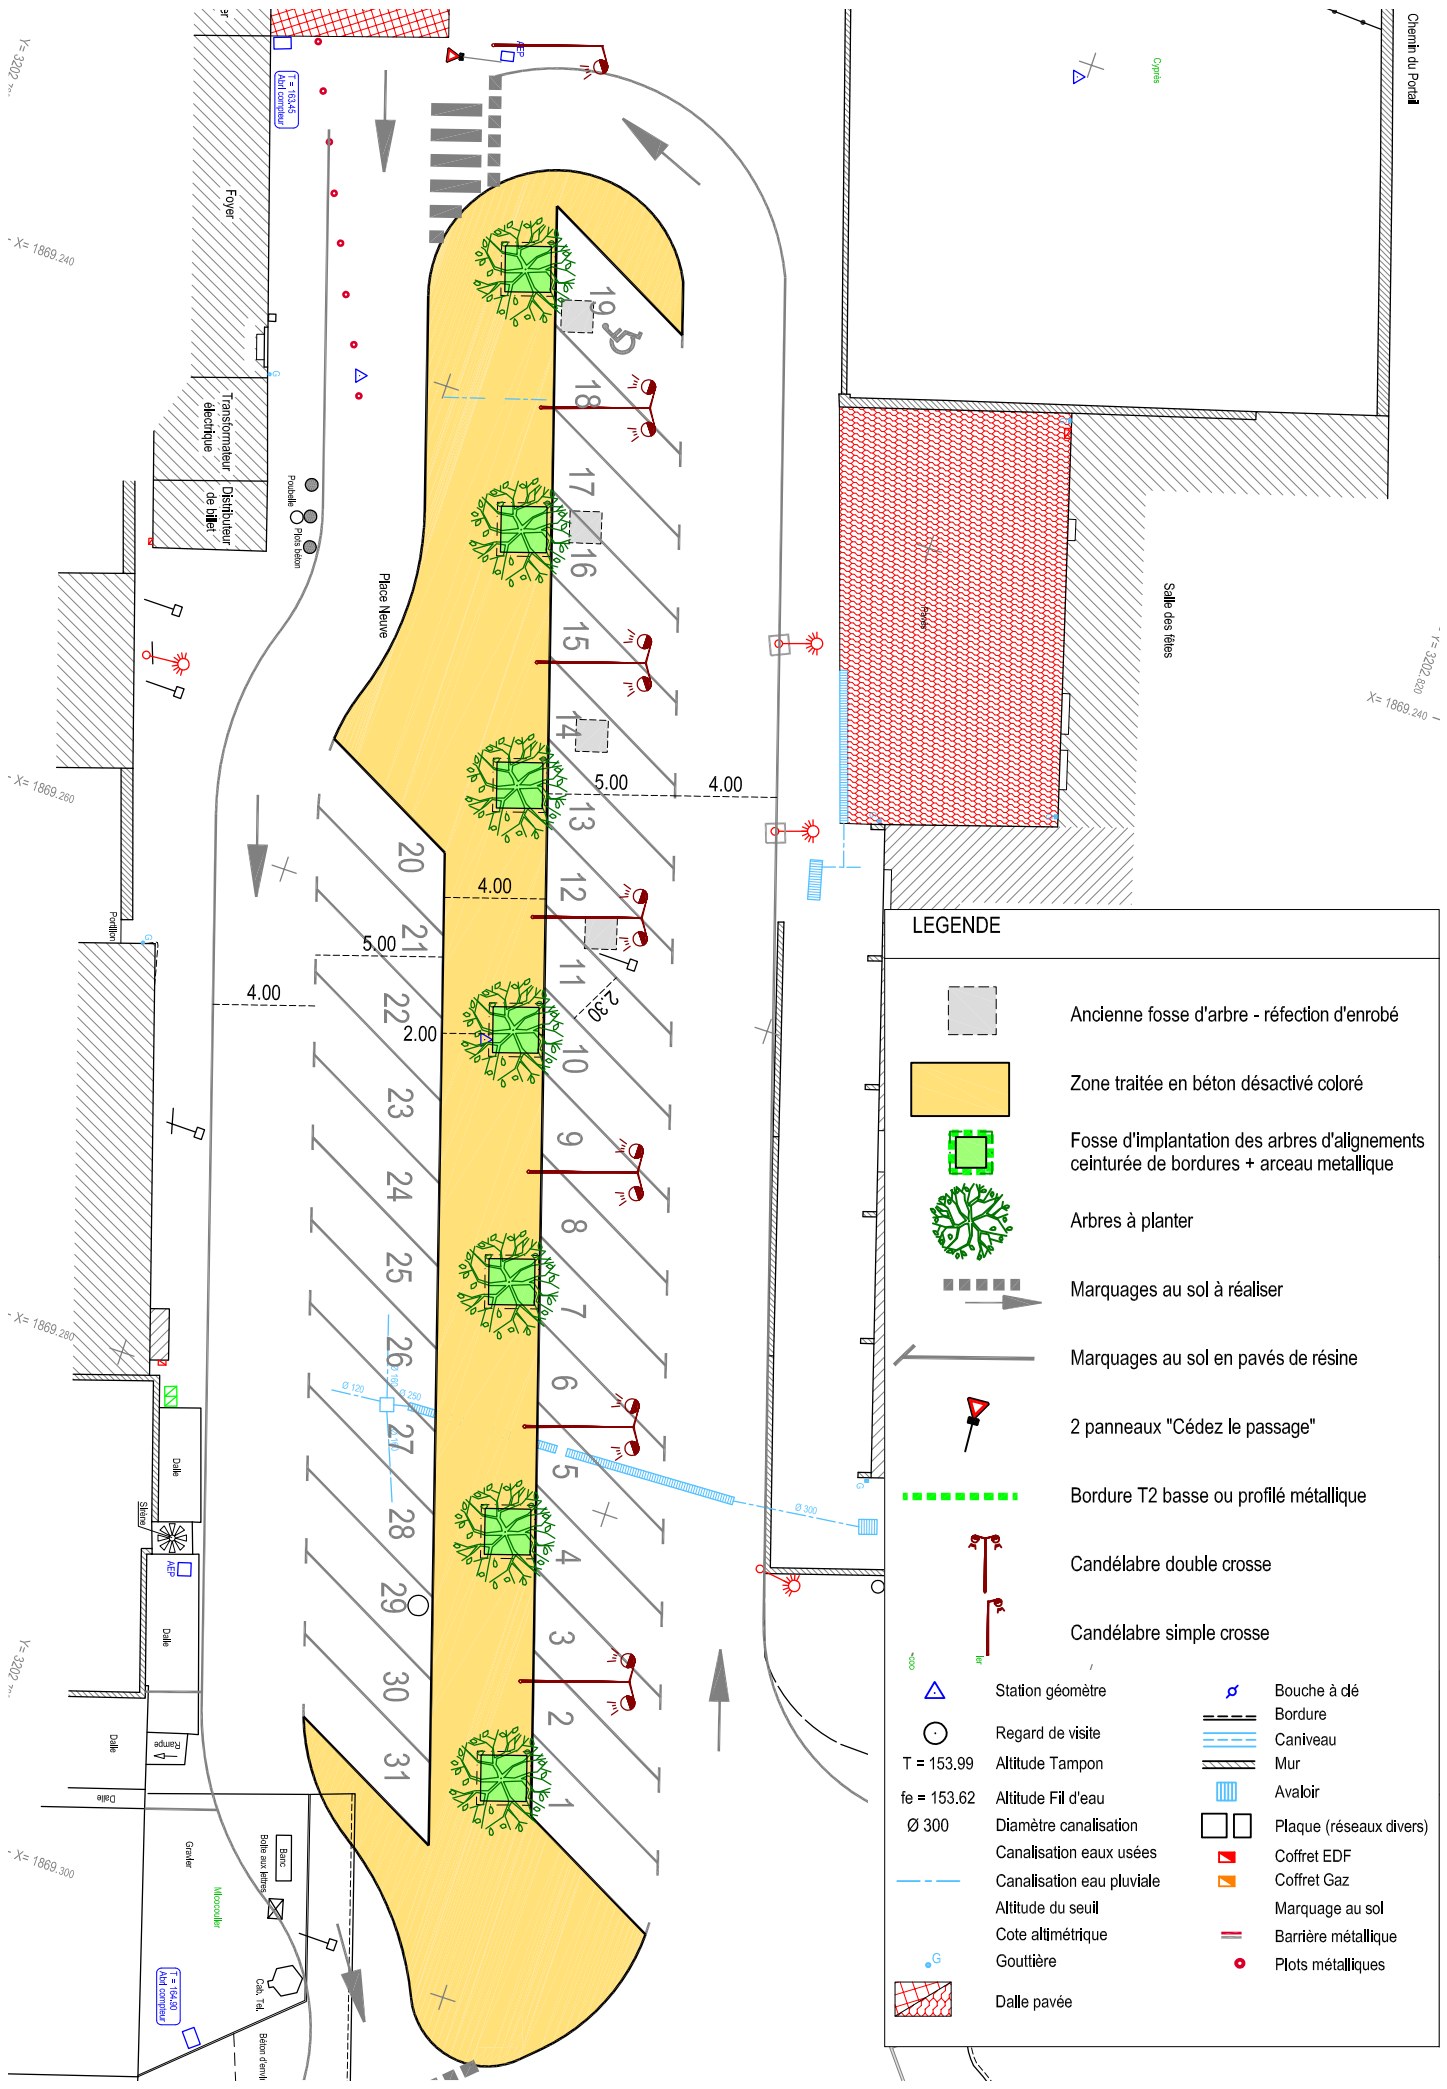 Chemin du Portail
Cyprès
AEP
T = 163.45
Abri compteur
Foyer
- X= 1869.240
G
Transformateur
électrique
Distributeur
de billet
Poubelle
Plots béton
Place Neuve
Salle des fêtes
Y= 3202.820
X= 1869.240
19
18
17
16
15
14
13
5.00
4.00
12
11
2.30
10
9
8
7
6
5
4
3
2
1
- X= 1869.260
20
4.00
21
5.00
22
4.00
2.00
23
24
25
26
27
28
29
30
31
Portillon
G
- X= 1869.280
Ø 120
Ø 160
Ø 250
Ø 300
G
Dalle
Sirène
AEP
Dalle
Rampe
Dalle
Dalle
- X= 1869.300
Gravier
Micocoulier
Banc
Boîte aux lettres
Cab. Tel.
T = 164.90
Abri compteur
LEGENDE
Ancienne fosse d'arbre - réfection d'enrobé
Zone traitée en béton désactivé coloré
Fosse d'implantation des arbres d'alignements
ceinturée de bordures + arceau metallique
Arbres à planter
Marquages au sol à réaliser
Marquages au sol en pavés de résine
2 panneaux "Cédez le passage"
Bordure T2 basse ou profilé métallique
Candélabre double crosse
Candélabre simple crosse
Station géomètre
Regard de visite
T = 153.99 Altitude Tampon
fe = 153.62 Altitude Fil d'eau
Ø 300 Diamètre canalisation
Canalisation eaux usées
Canalisation eau pluviale
Altitude du seuil
Cote altimétrique
G Gouttière
Dalle pavée
Bouche à clé
Bordure
Caniveau
Mur
Avaloir
Plaque (réseaux divers)
Coffret EDF
Coffret Gaz
Marquage au sol
Barrière métallique
Plots métalliques